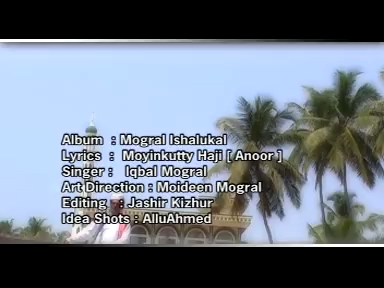 Album : Mogral Ishalukal
Lyrics : Moyinkutty Haji [ Anoor ]
Singer : Iqbal Mogral
Art Direction : Moideen Mogral
Editing : Jashir Kizhur
Idea Shots : AlluAhmed